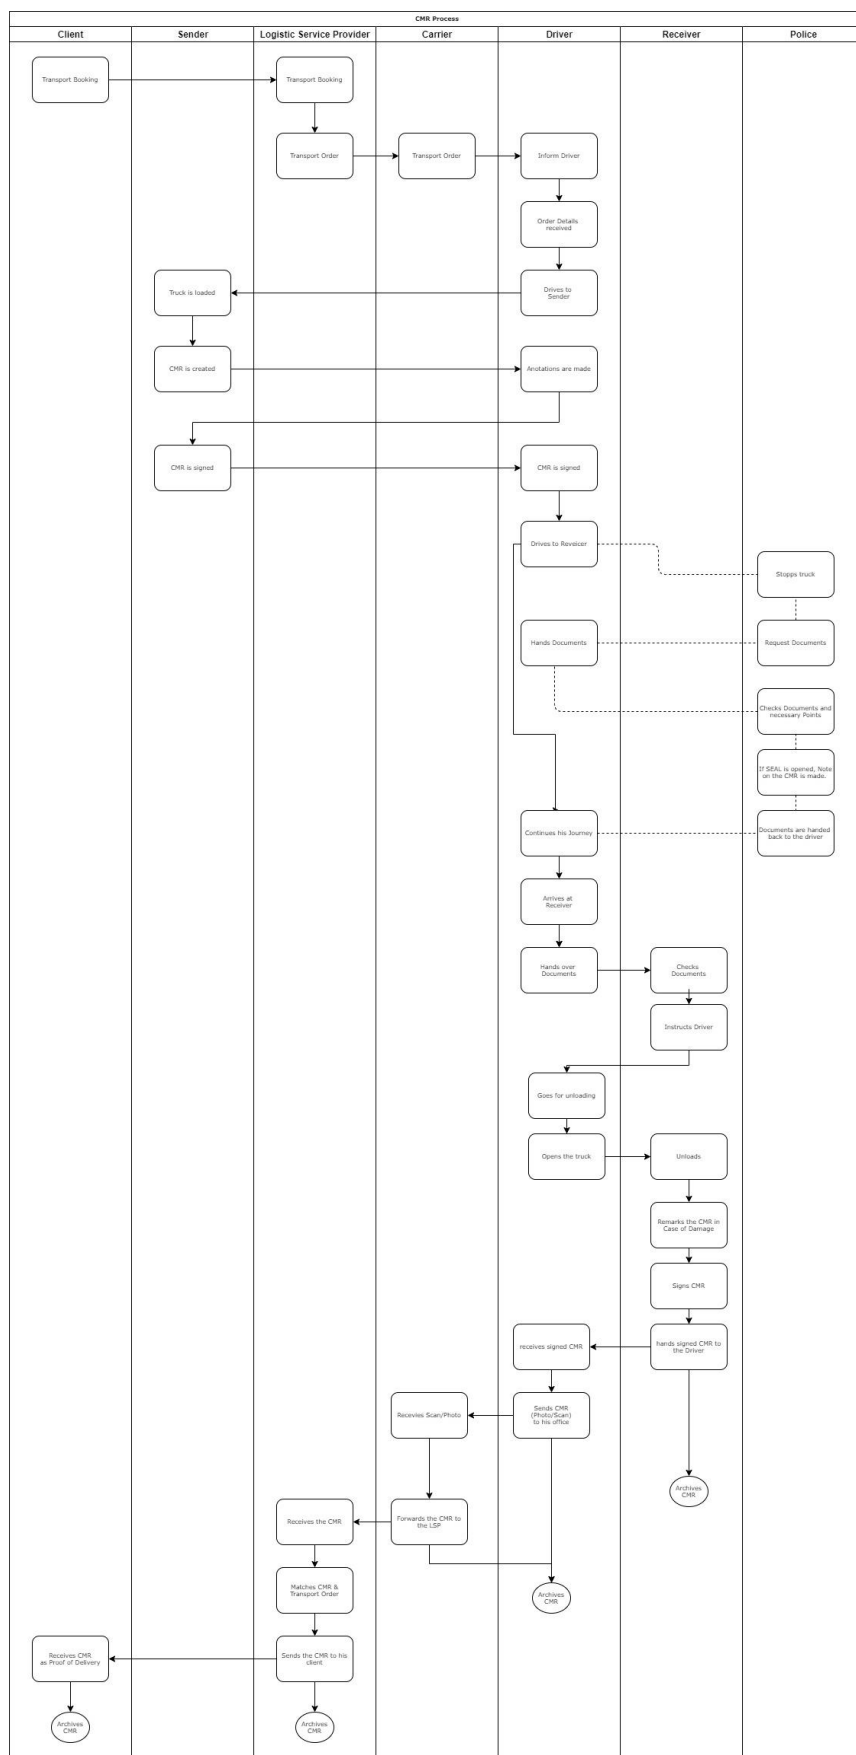 CMR Process
Client
Sender
Logistic Service Provider
Carrier
Driver
Receiver
Police
Transport Booking
Transport Booking
Transport Order
Transport Order
Inform Driver
Order Details
received
Truck is loaded
Drives to
Sender
CMR is created
Anotations are made
CMR is signed
CMR is signed
Drives to Reveicer
Stopps truck
Hands Documents
Request Documents
Checks Documents and
necessary Points
If SEAL is opened, Note
on the CMR is made.
Continues his Journey
Documents are handed
back to the driver
Arrives at
Receiver
Hands over
Documents
Checks
Documents
Instructs Driver
Goes for unloading
Opens the truck
Unloads
Remarks the CMR in
Case of Damage
Signs CMR
receives signed CMR
hands signed CMR to
the Driver
Recevies Scan/Photo
Sends CMR
(Photo/Scan)
to his office
Archives
CMR
Receives the CMR
Forwards the CMR to
the LSP
Matches CMR &
Transport Order
Archives
CMR
Receives CMR
as Proof of Delivery
Sends the CMR to his
client
Archives
CMR
Archives
CMR